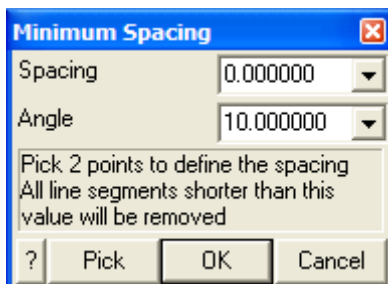 Minimum Spacing
Spacing 0.000000
Angle 10.000000
Pick 2 points to define the spacing
All line segments shorter than this
value will be removed
? Pick OK Cancel